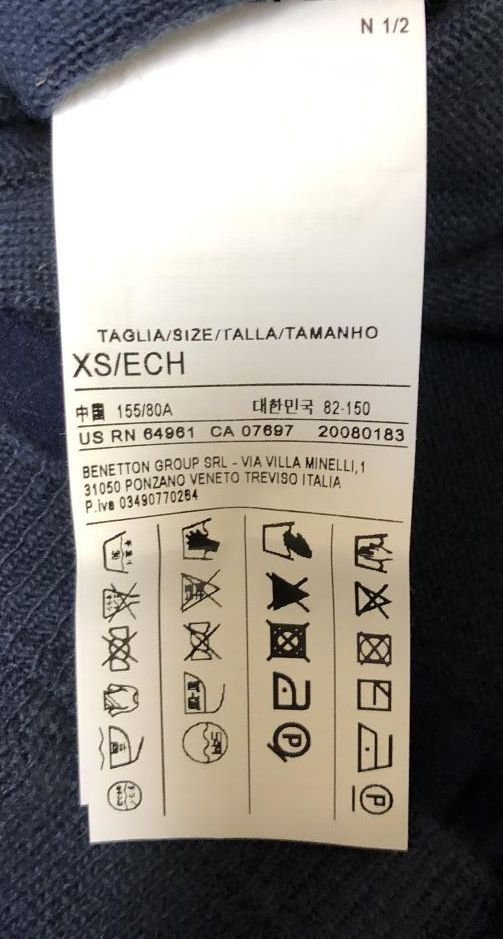 N 1/2
TAGLIA/SIZE/TALLA/TAMANHO
XS/ECH
中國 155/80A 대한민국 82-150
US RN 64961 CA 07697 20080183
BENETTON GROUP SRL - VIA VILLA MINELLI,1
31050 PONZANO VENETO TREVISO ITALIA
P.iva 03490770264
P
P